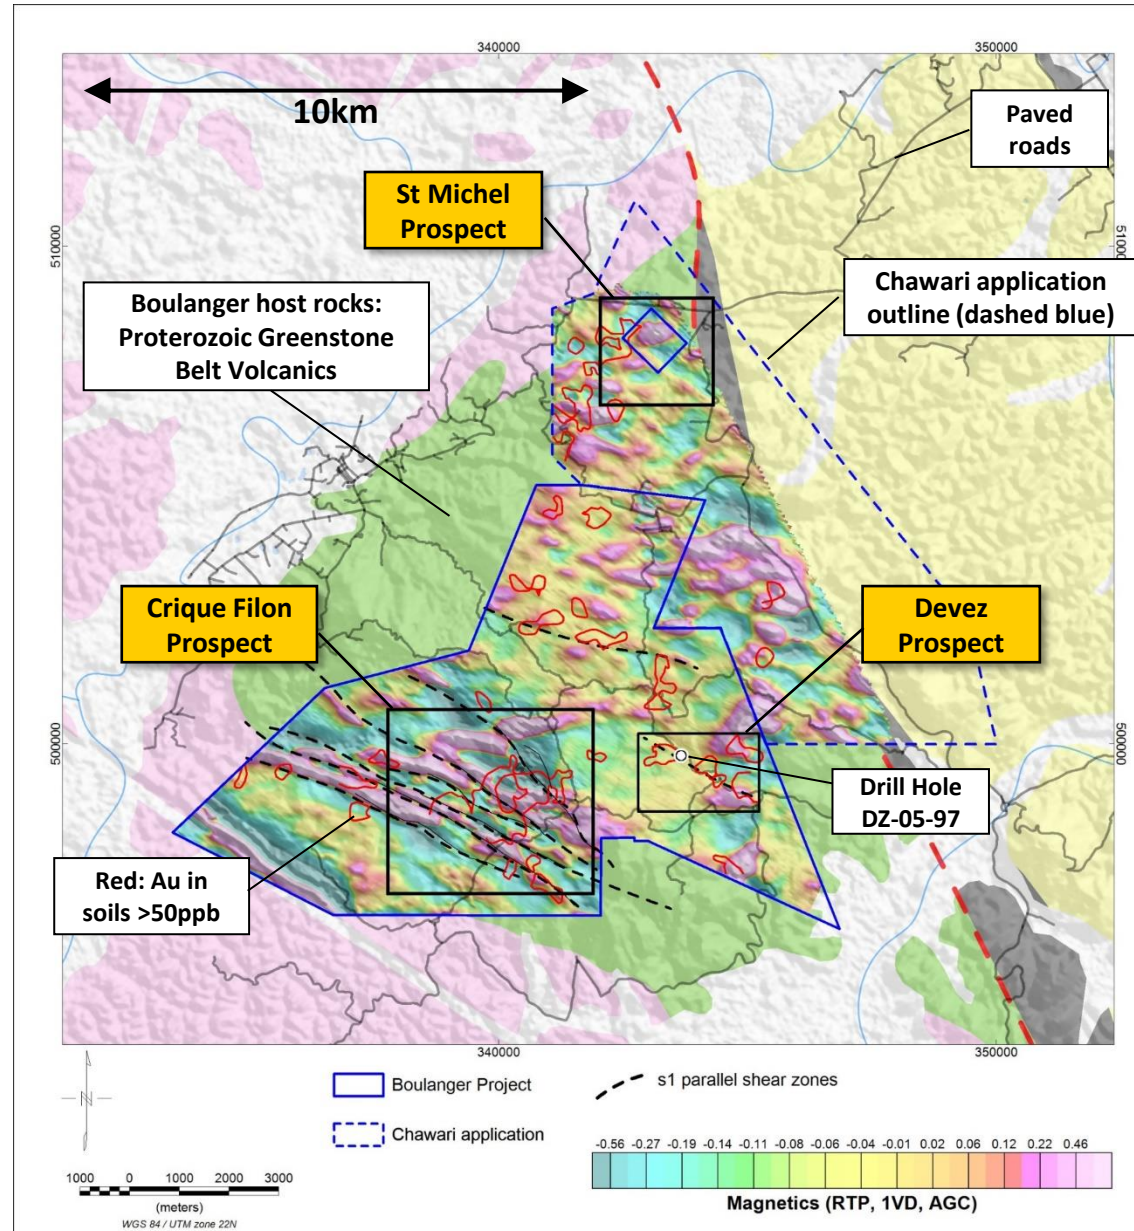 340000
350000
10km
Paved
roads
St Michel
Prospect
510000
Chawari application
outline (dashed blue)
Boulanger host rocks:
Proterozoic Greenstone
Belt Volcanics
Crique Filon
Prospect
Devez
Prospect
500000
500000
Drill Hole
DZ-05-97
Red: Au in
soils >50ppb
340000
350000
N
Boulanger Project
s1 parallel shear zones
Chawari application
-0.56 -0.27 -0.19 -0.14 -0.11 -0.08 -0.06 -0.04 -0.01 0.02 0.06 0.12 0.22 0.46
Magnetics (RTP, 1VD, AGC)
1000 0 1000 2000 3000
(meters)
WGS 84 / UTM zone 22N